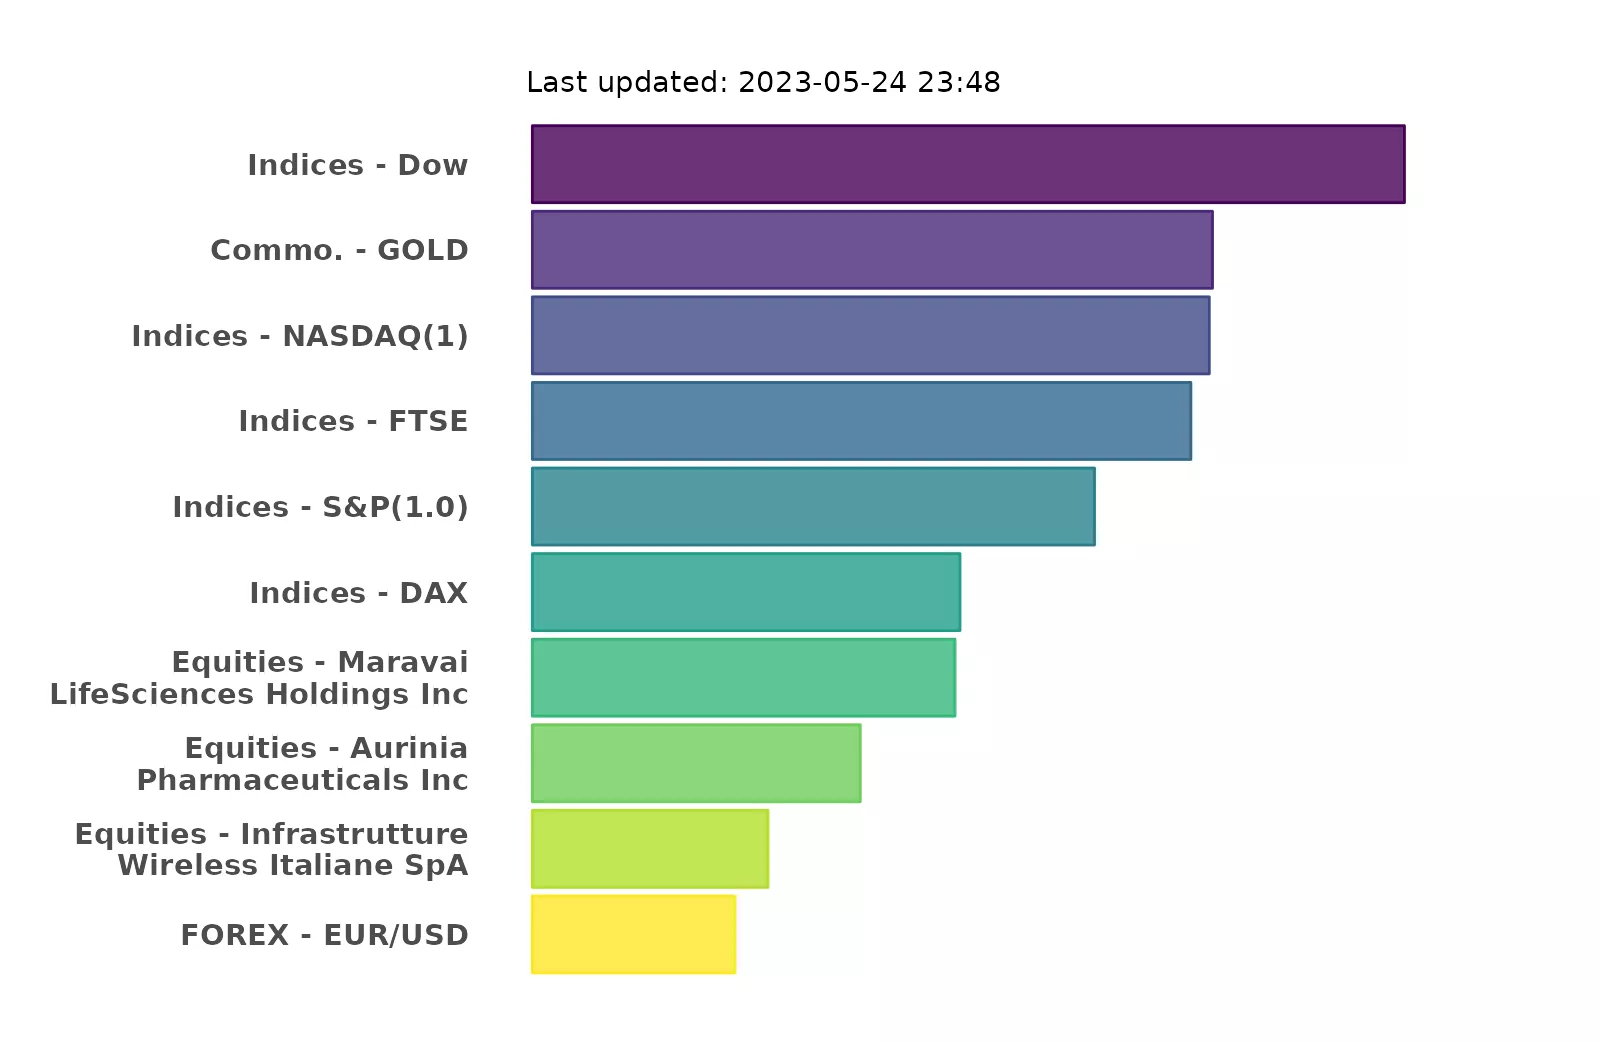 Last updated: 2023-05-24 23:48
Indices - Dow
Commo. - GOLD
Indices - NASDAQ(1)
Indices - FTSE
Indices - S&P(1.0)
Indices - DAX
Equities - Maravai
LifeSciences Holdings Inc
Equities - Aurinia
Pharmaceuticals Inc
Equities - Infrastrutture
Wireless Italiane SpA
FOREX - EUR/USD